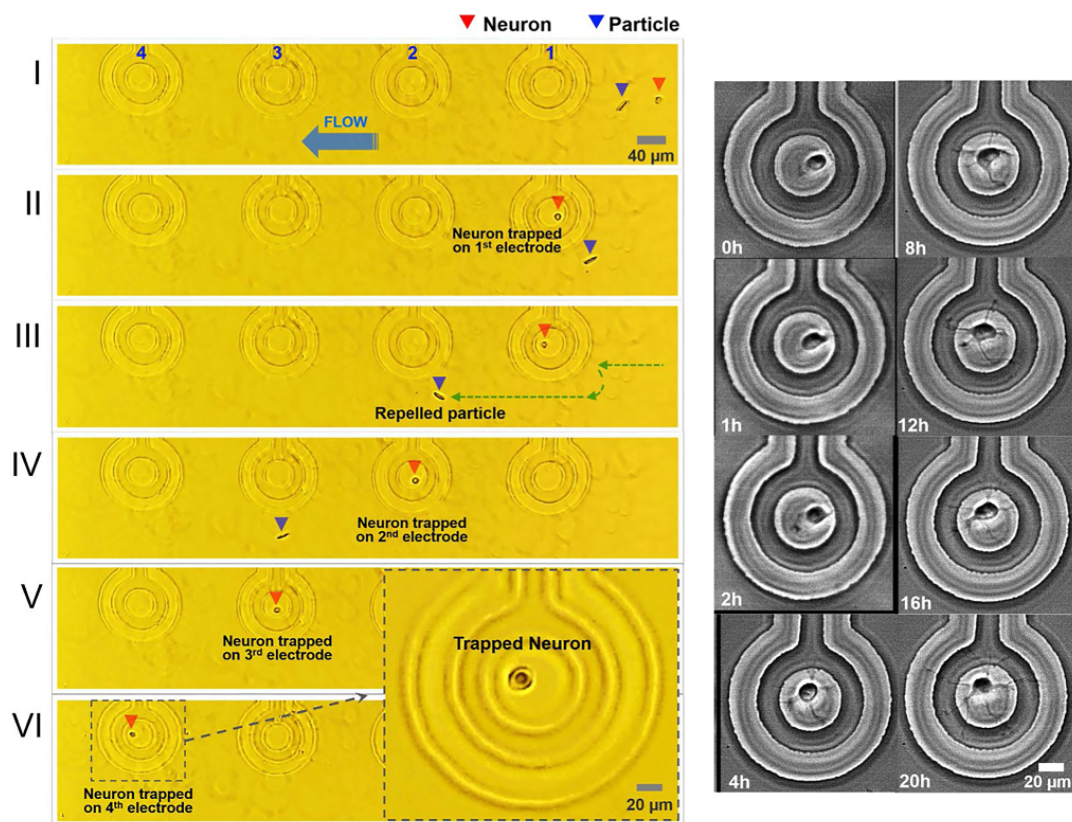 Neuron Particle
I
4 3 2 1
FLOW
40 µm
II
Neuron trapped
on 1st electrode
III
Repelled particle
IV
Neuron trapped
on 2nd electrode
V
Neuron trapped
on 3rd electrode
VI
Neuron trapped
on 4th electrode
Trapped Neuron
20 µm
0h 8h
1h 12h
2h 16h
4h 20h
20 µm